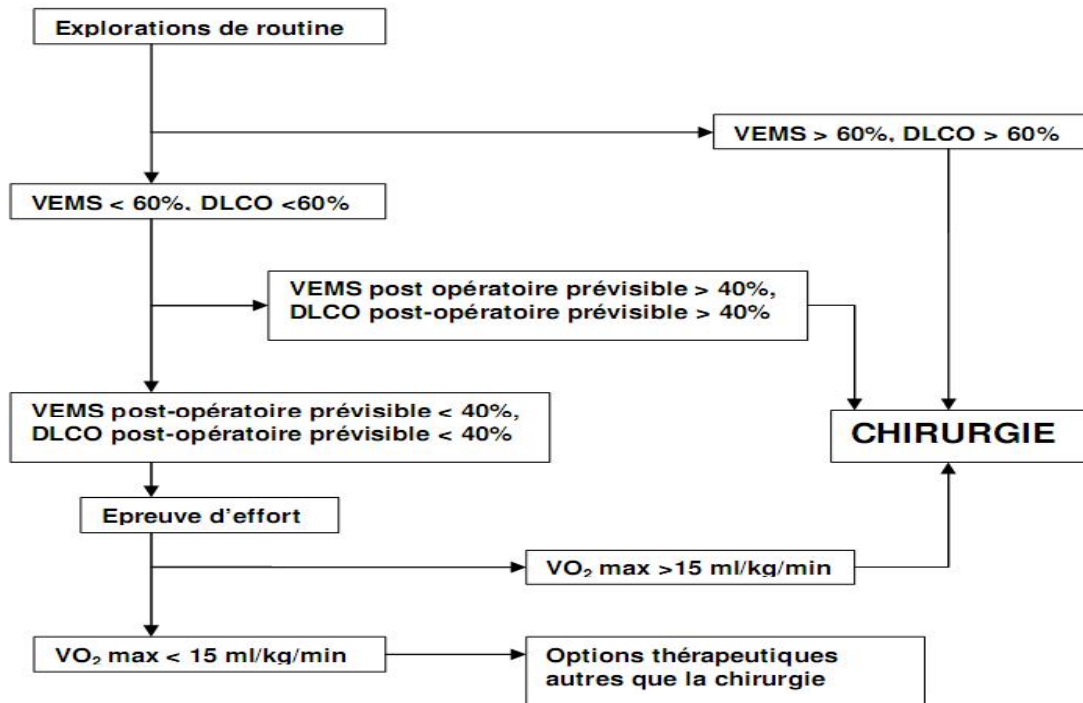 Explorations de routine
VEMS > 60%, DLCO > 60%
VEMS < 60%, DLCO <60%
VEMS post opératoire prévisible > 40%,
DLCO post-opératoire prévisible > 40%
VEMS post-opératoire prévisible < 40%,
DLCO post-opératoire prévisible < 40%
CHIRURGIE
Epreuve d'effort
VO₂ max >15 ml/kg/min
VO₂ max < 15 ml/kg/min
Options thérapeutiques
autres que la chirurgie